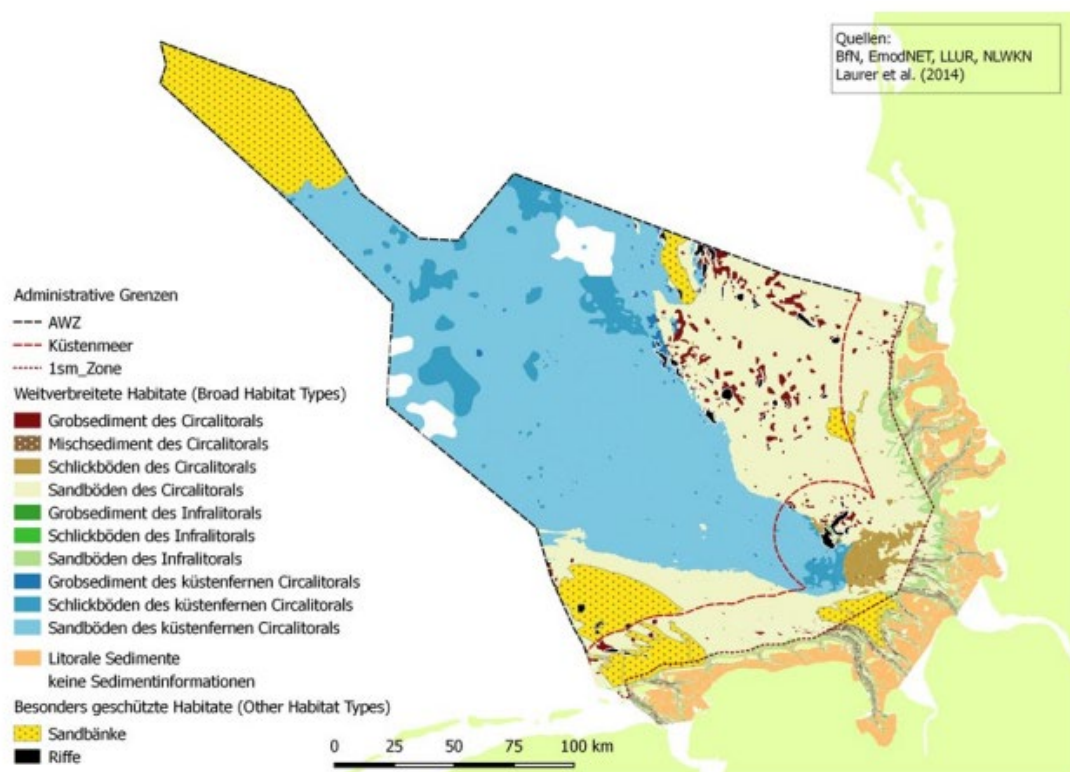 Quellen:
BfN, EmodNET, LLUR, NLWKN
Laurer et al. (2014)
Administrative Grenzen
AWZ
Küstenmeer
1sm_Zone
Weitverbreitete Habitate (Broad Habitat Types)
Grobsediment des Circalitorals
Mischsediment des Circalitorals
Schlickböden des Circalitorals
Sandböden des Circalitorals
Grobsediment des Infralitorals
Schlickböden des Infralitorals
Sandböden des Infralitorals
Grobsediment des küstenfernen Circalitorals
Schlickböden des küstenfernen Circalitorals
Sandböden des küstenfernen Circalitorals
Litorale Sedimente
keine Sedimentinformationen
Besonders geschützte Habitate (Other Habitat Types)
Sandbänke
Riffe
0 25 50 75 100 km